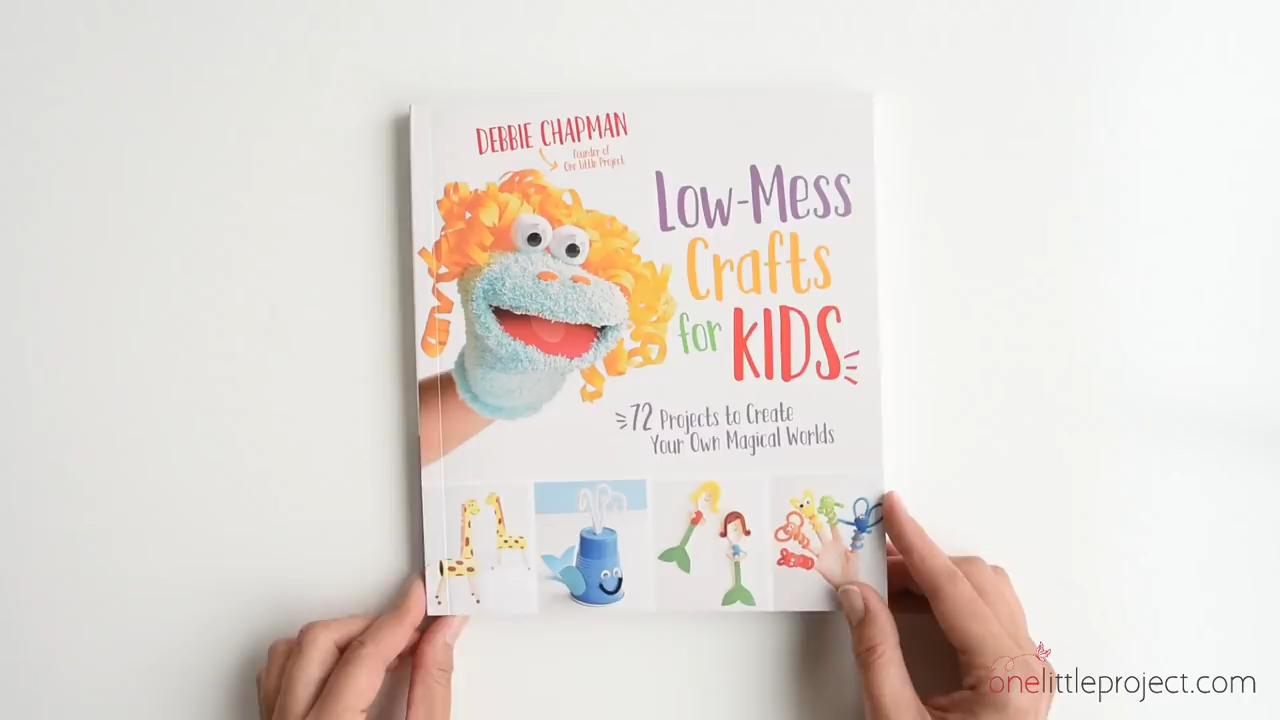 DEBBIE CHAPMAN
Founder of
One Little Project
Low-Mess
Crafts
for KIDS
72 Projects to Create
Your Own Magical Worlds
onelittleproject.com